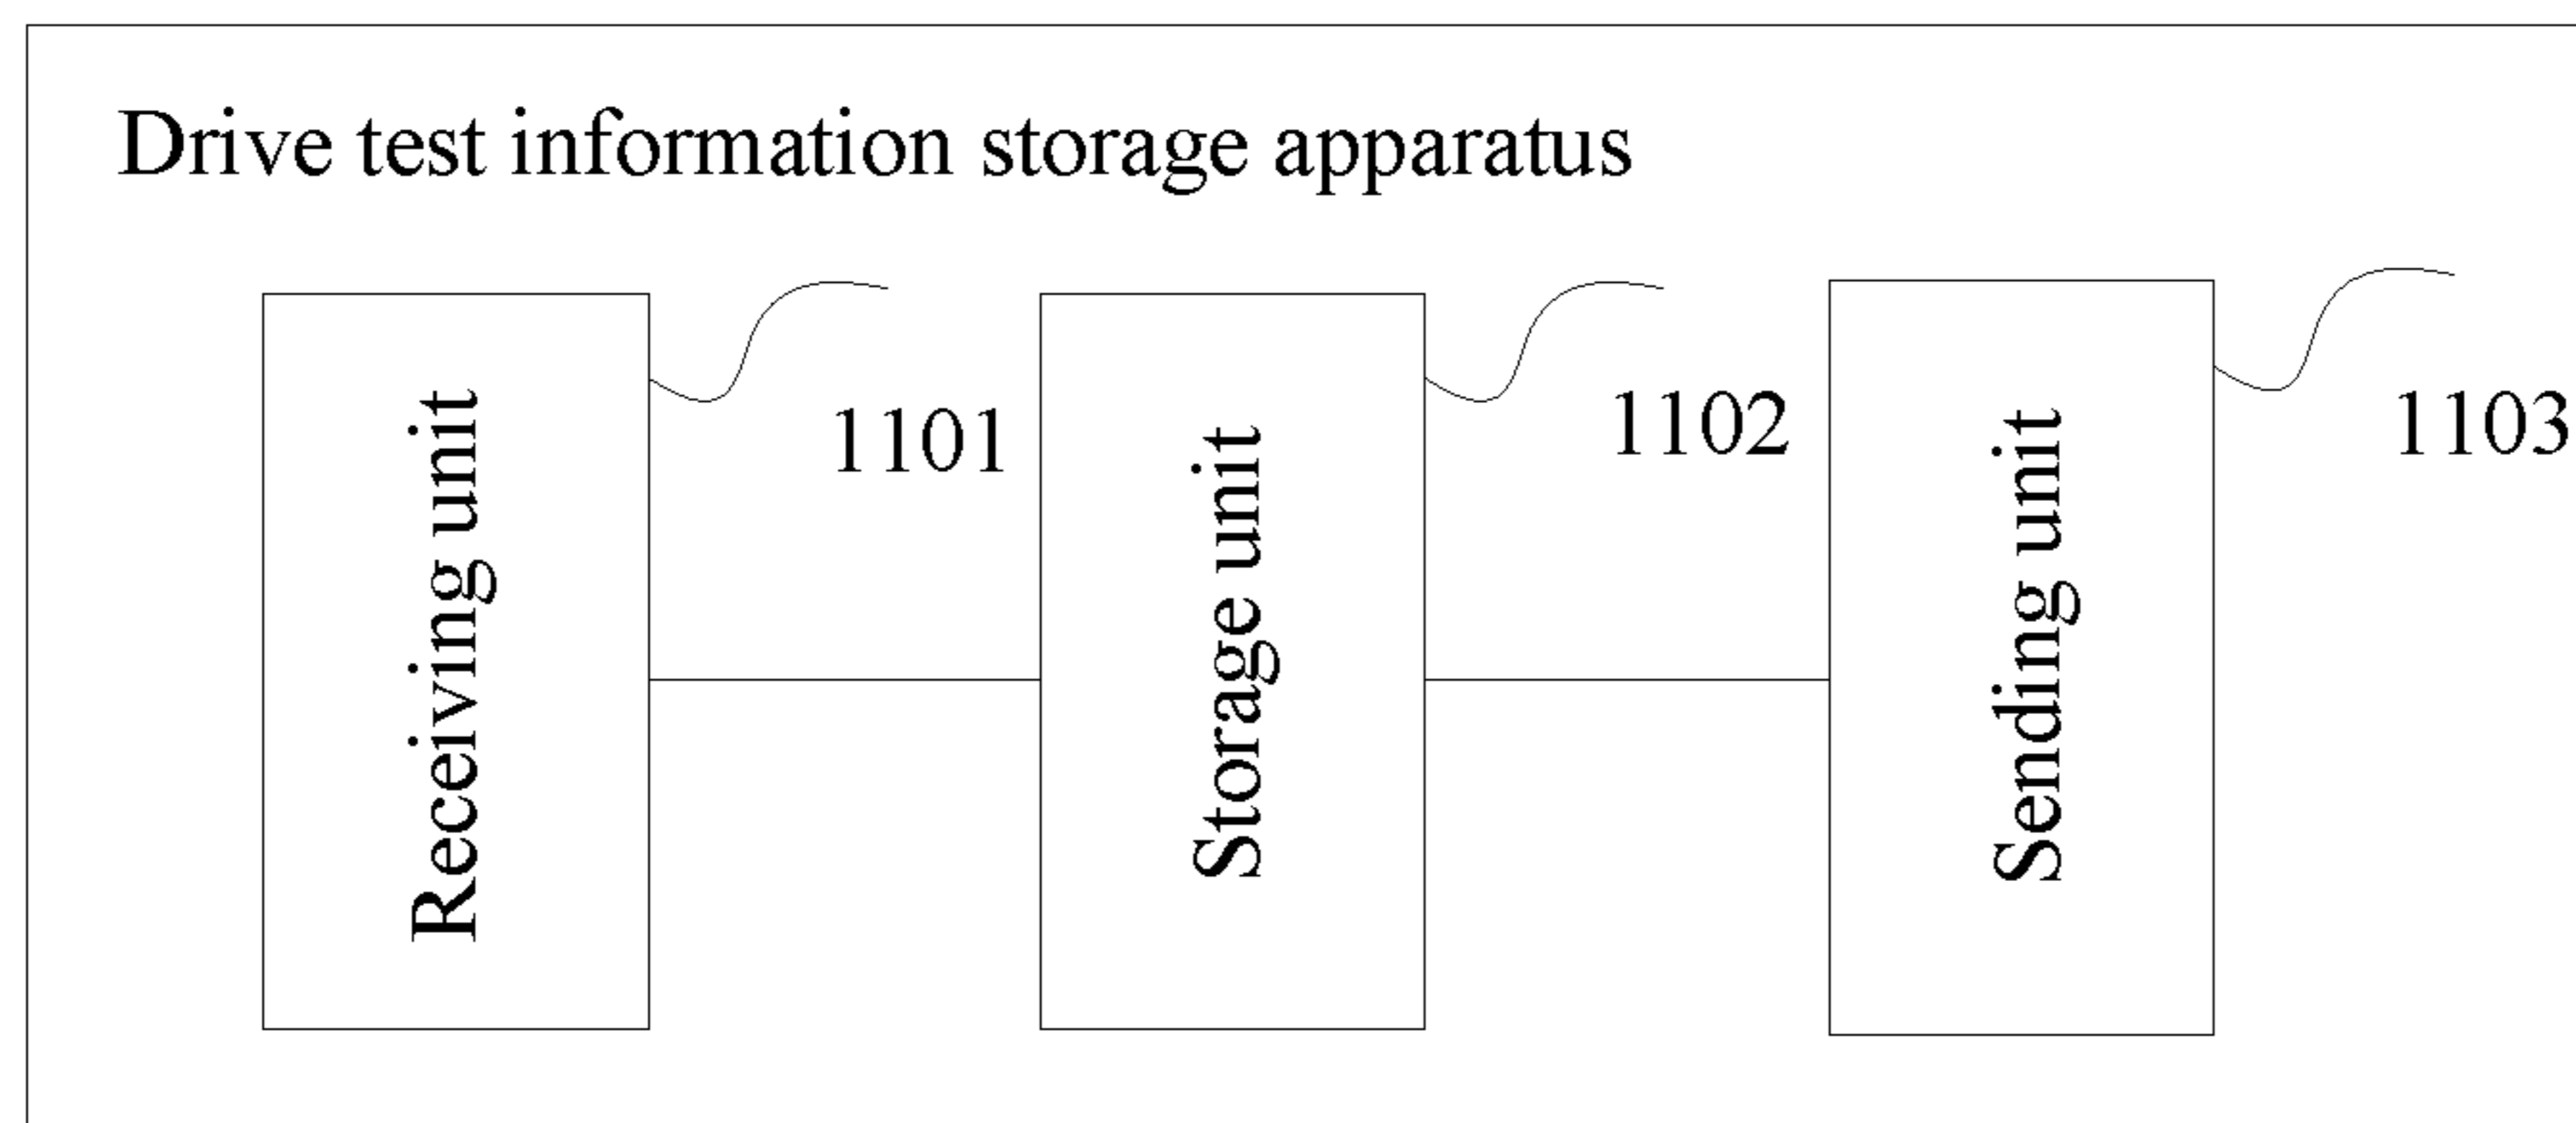 Drive test information storage apparatus
Receiving unit
1101
Storage unit
1102
Sending unit
1103